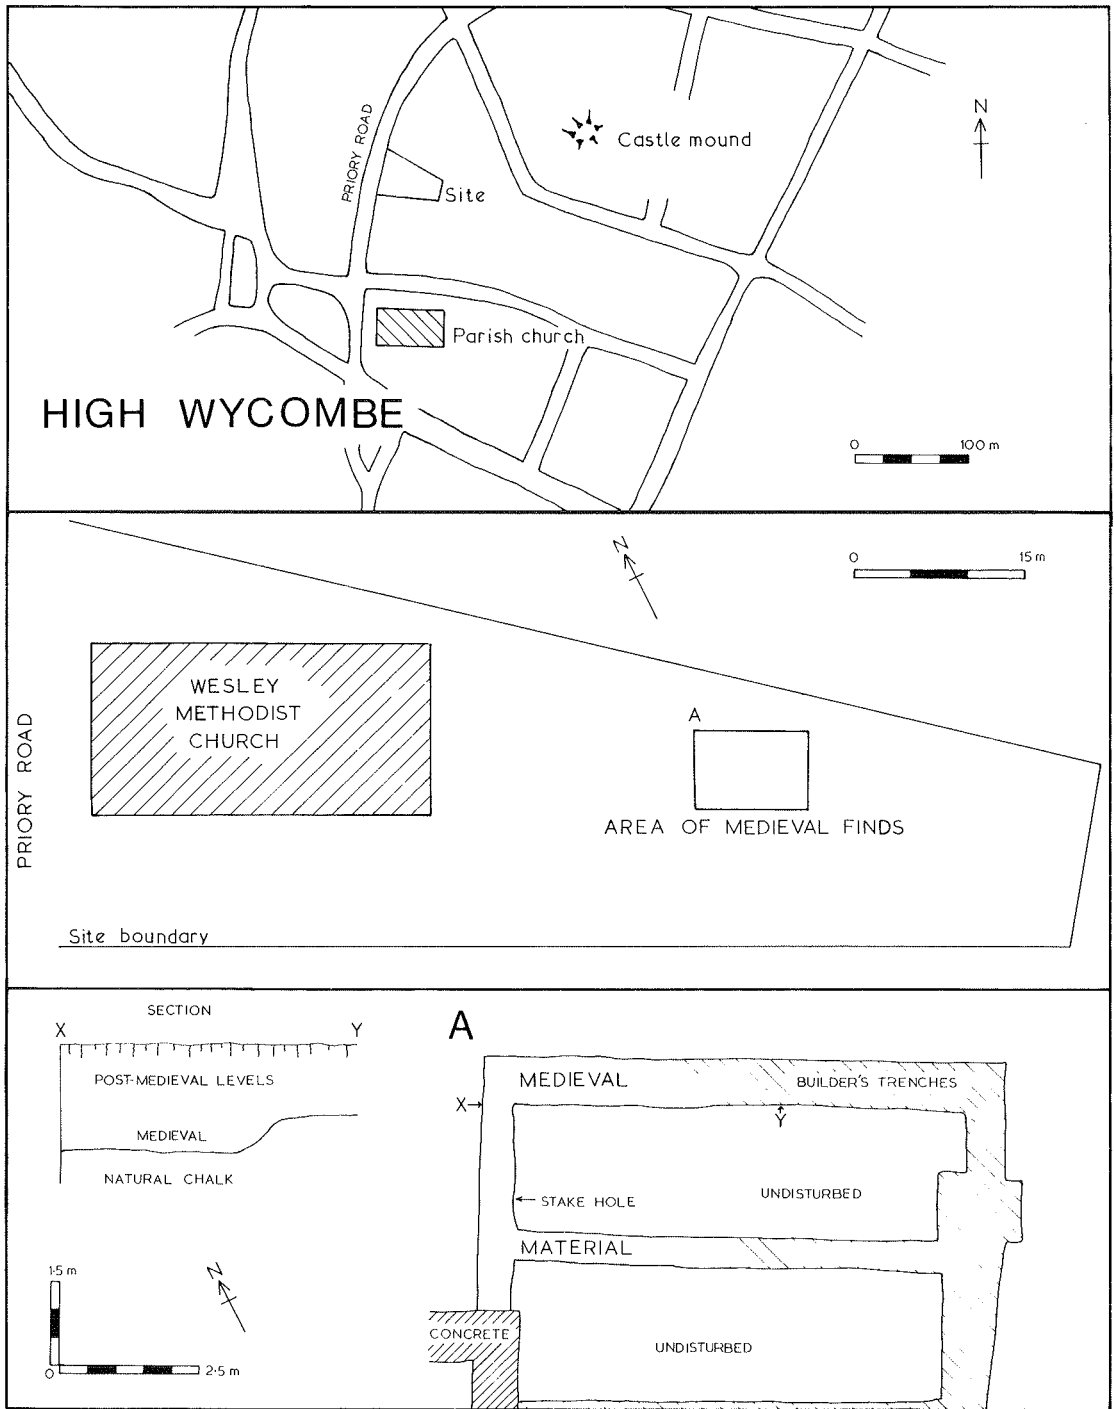 N
PRIORY ROAD
Castle mound
Site
Parish church
HIGH WYCOMBE
0 100 m
N
0 15 m
WESLEY
METHODIST
CHURCH
PRIORY ROAD
A
AREA OF MEDIEVAL FINDS
Site boundary
SECTION
X Y
POST-MEDIEVAL LEVELS
MEDIEVAL
NATURAL CHALK
N
1·5 m
0 2·5 m
A
MEDIEVAL
BUILDER'S TRENCHES
X
Y
STAKE HOLE
UNDISTURBED
MATERIAL
CONCRETE
UNDISTURBED